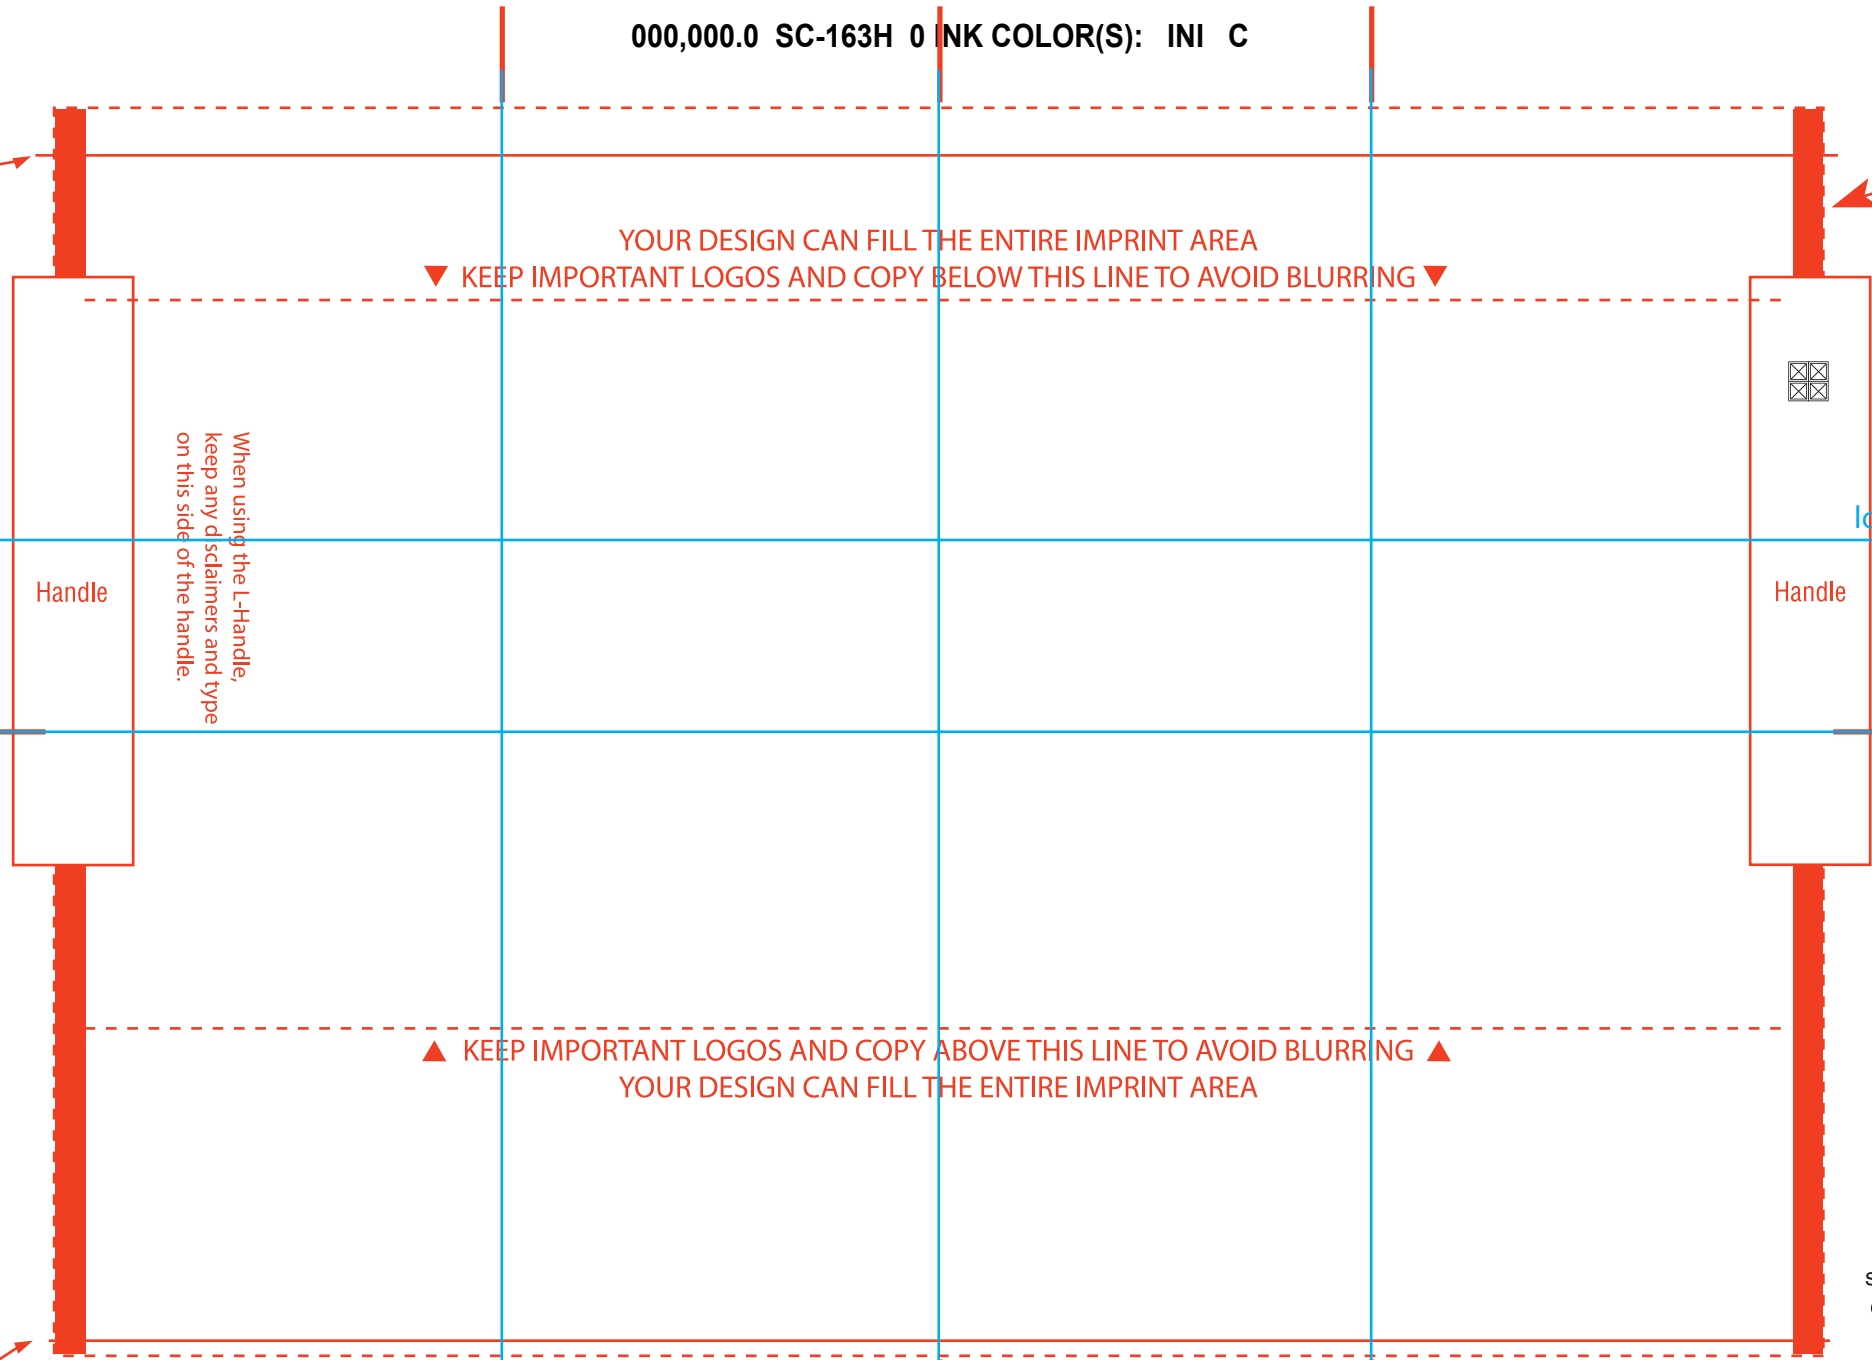 000,000.0 SC-163H 0 INK COLOR(S): INI C
YOUR DESIGN CAN FILL THE ENTIRE IMPRINT AREA
▼ KEEP IMPORTANT LOGOS AND COPY BELOW THIS LINE TO AVOID BLURRING ▼
When using the L-Handle,
keep any disclaimers and type
on this side of the handle.
Handle
Handle
▲ KEEP IMPORTANT LOGOS AND COPY ABOVE THIS LINE TO AVOID BLURRING ▲
YOUR DESIGN CAN FILL THE ENTIRE IMPRINT AREA